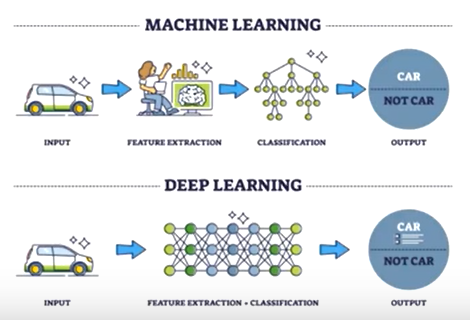 MACHINE LEARNING
CAR
NOT CAR
INPUT
FEATURE EXTRACTION
CLASSIFICATION
OUTPUT
DEEP LEARNING
CAR
NOT CAR
INPUT
FEATURE EXTRACTION + CLASSIFICATION
OUTPUT